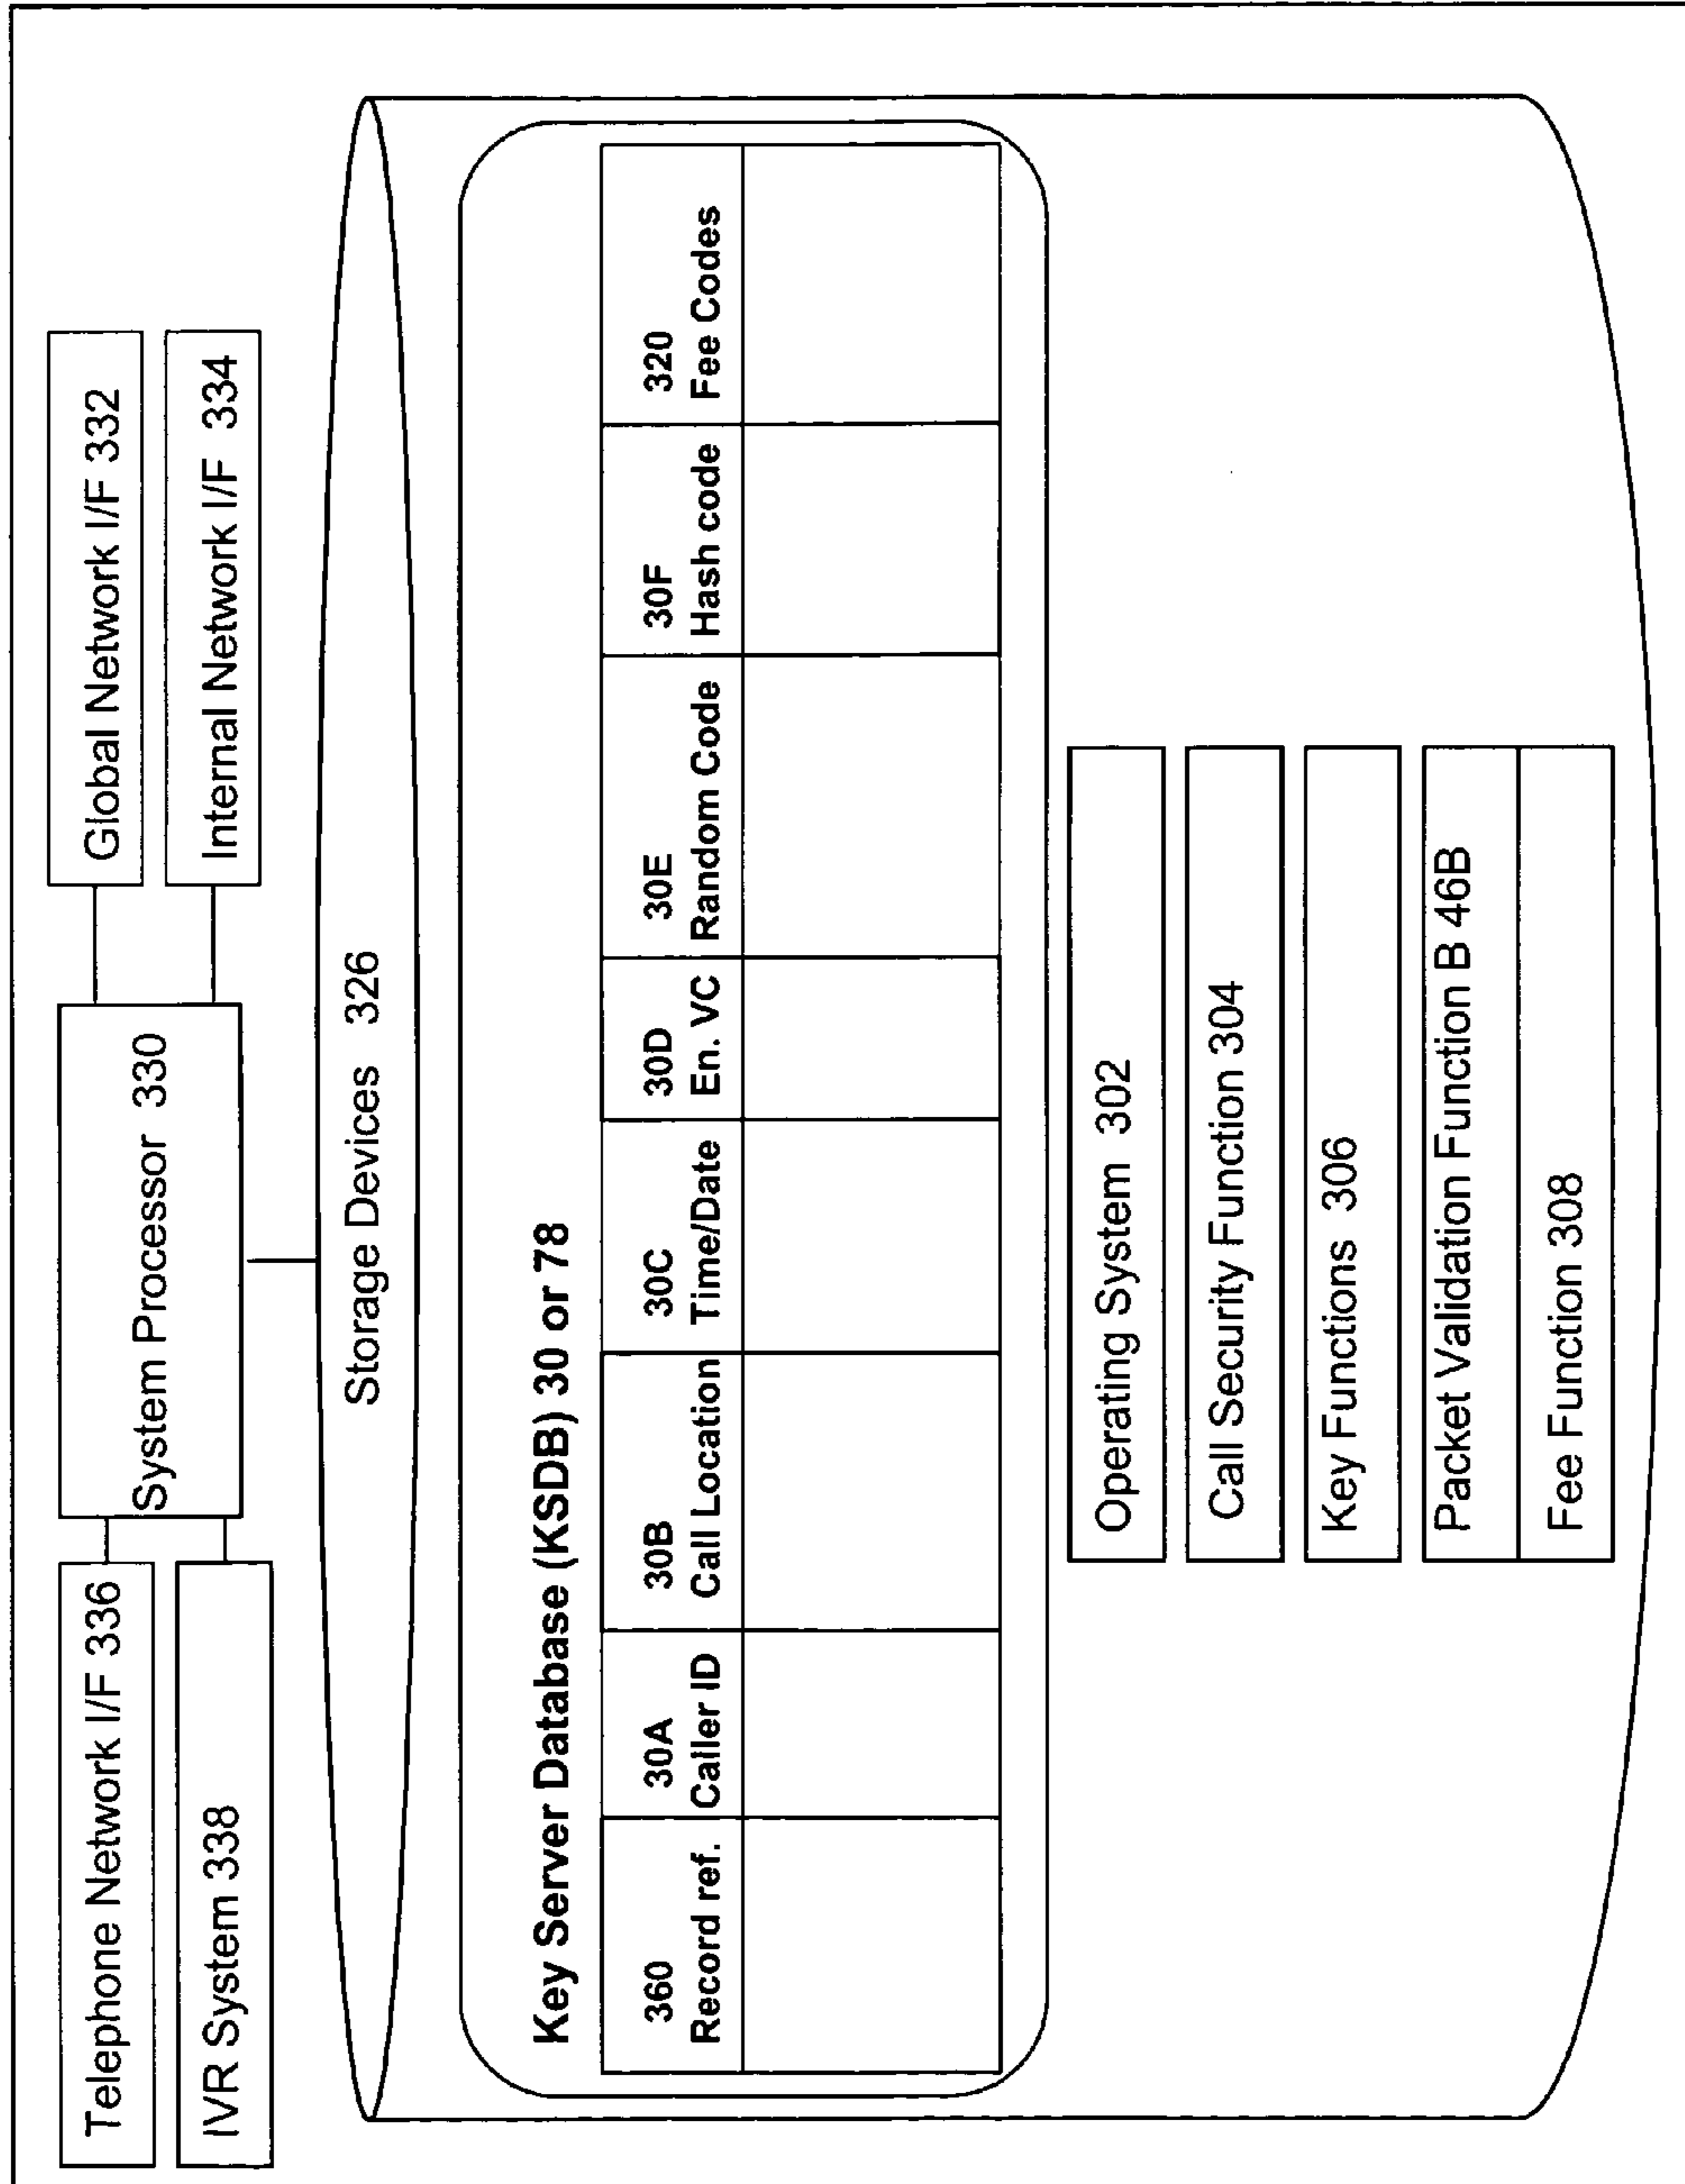 Telephone Network I/F 336
IVR System 338
System Processor 330
Global Network I/F 332
Internal Network I/F 334
Storage Devices 326
Key Server Database (KSDB) 30 or 78
360
Record ref.
30A
Caller ID
30B
Call Location
30C
Time/Date
30D
En. VC
30E
Random Code
30F
Hash code
320
Fee Codes
Operating System 302
Call Security Function 304
Key Functions 306
Packet Validation Function B 46B
Fee Function 308